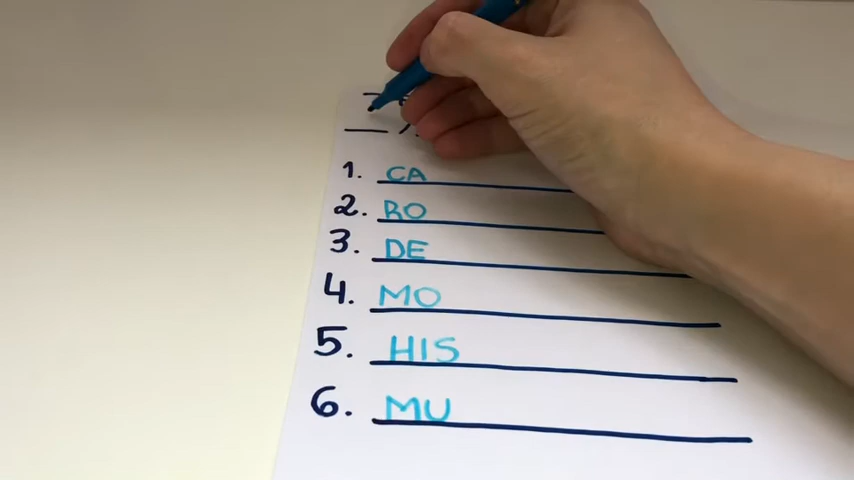 1. CA
2. RO
3. DE
4. MO
5. HIS
6. MU